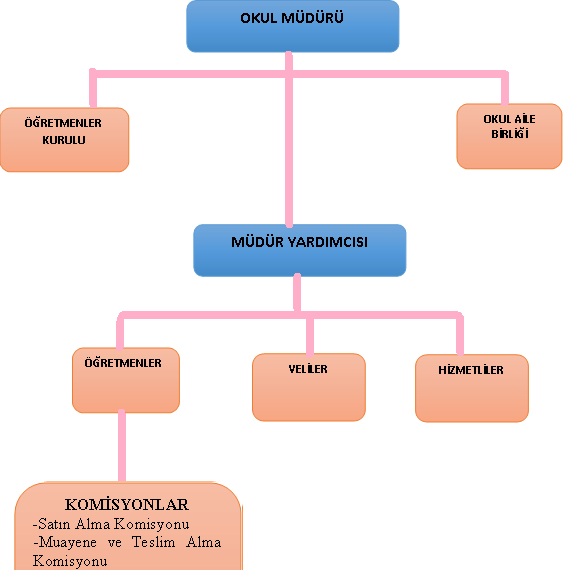 OKUL MÜDÜRÜ
ÖĞRETMENLER
KURULU
OKUL AİLE
BİRLİĞİ
MÜDÜR YARDIMCISI
ÖĞRETMENLER
VELİLER
HİZMETLİLER
KOMİSYONLAR
-Satın Alma Komisyonu
-Muayene ve Teslim Alma
Komisyonu